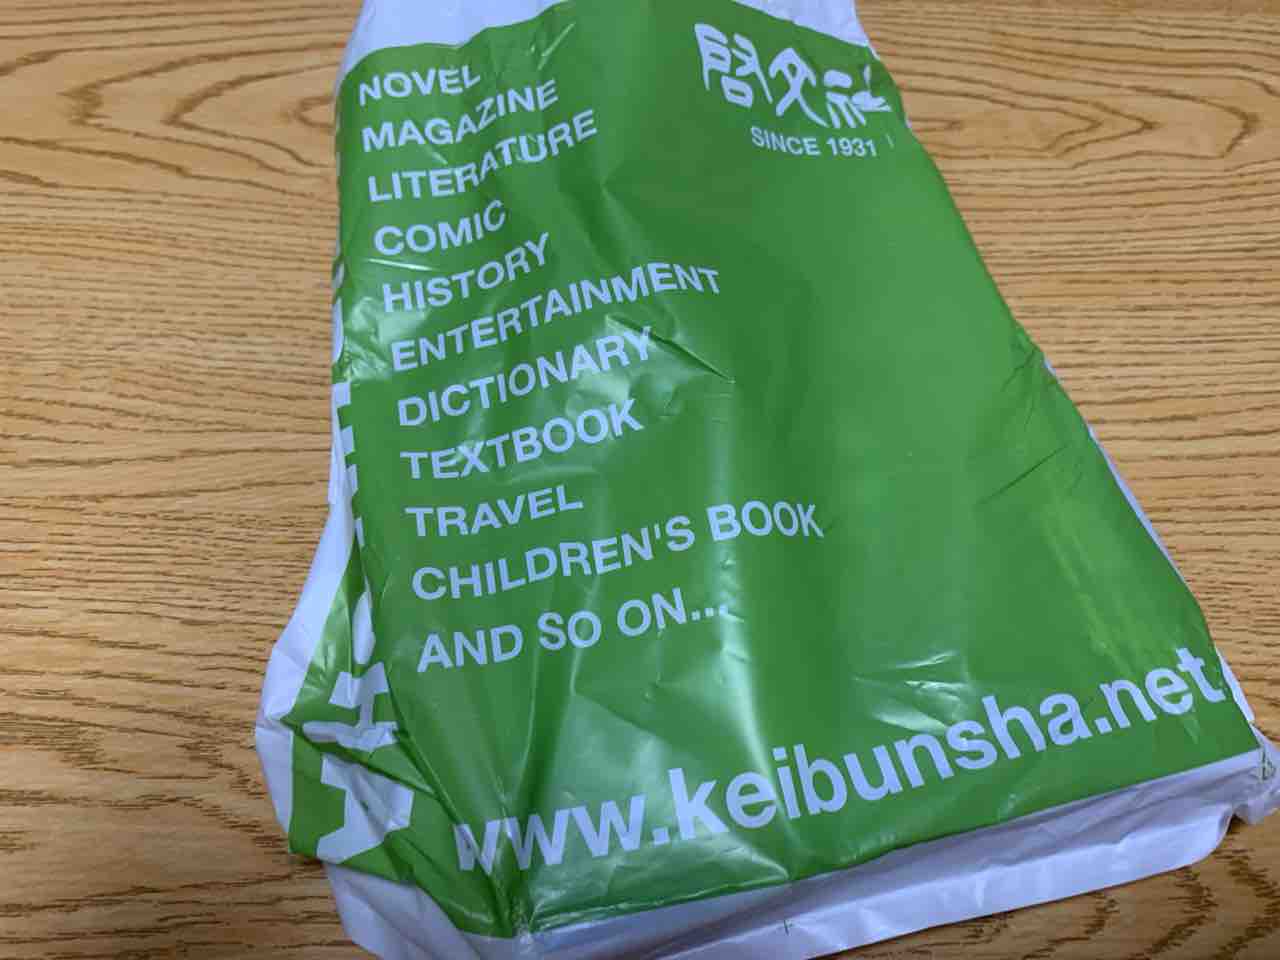 NOVEL
MAGAZINE
LITERATURE
COMIC
HISTORY
ENTERTAINMENT
DICTIONARY
TEXTBOOK
TRAVEL
CHILDREN'S BOOK
AND SO ON...
啓文社
SINCE 1931
www.keibunsha.net